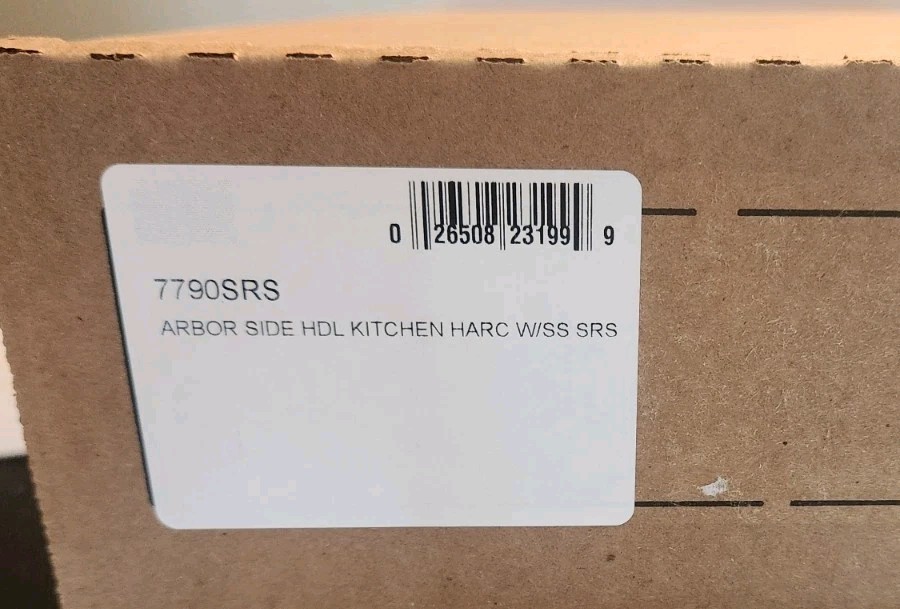 0 26508 23199 9
7790SRS
ARBOR SIDE HDL KITCHEN HARC W/SS SRS